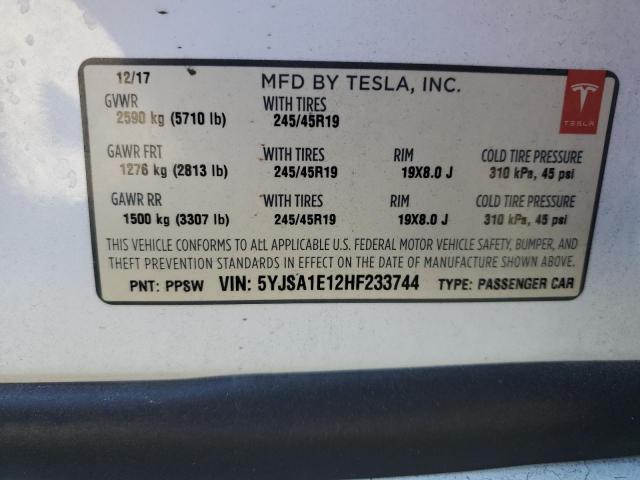 12/17 MFD BY TESLA, INC.
GVWR WITH TIRES
2590 kg (5710 lb) 245/45R19
TESLA
GAWR FRT WITH TIRES RIM COLD TIRE PRESSURE
1276 kg (2813 lb) 245/45R19 19X8.0 J 310 kPa, 45 psi
GAWR RR WITH TIRES RIM COLD TIRE PRESSURE
1500 kg (3307 lb) 245/45R19 19X8.0 J 310 kPa, 45 psi
THIS VEHICLE CONFORMS TO ALL APPLICABLE U.S. FEDERAL MOTOR VEHICLE SAFETY, BUMPER, AND
THEFT PREVENTION STANDARDS IN EFFECT ON THE DATE OF MANUFACTURE SHOWN ABOVE.
PNT: PPSW VIN: 5YJSA1E12HF233744 TYPE: PASSENGER CAR